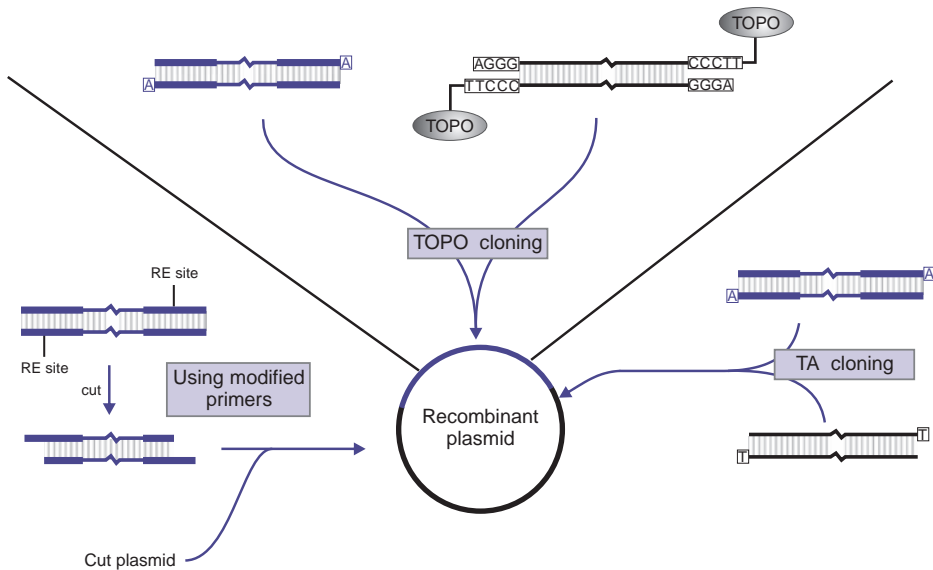 TOPO
A
A
AGGG
CCCTT
TTCCC
GGGA
TOPO
TOPO cloning
RE site
RE site
cut
Using modified
primers
Cut plasmid
Recombinant
plasmid
A
A
TA cloning
T
T